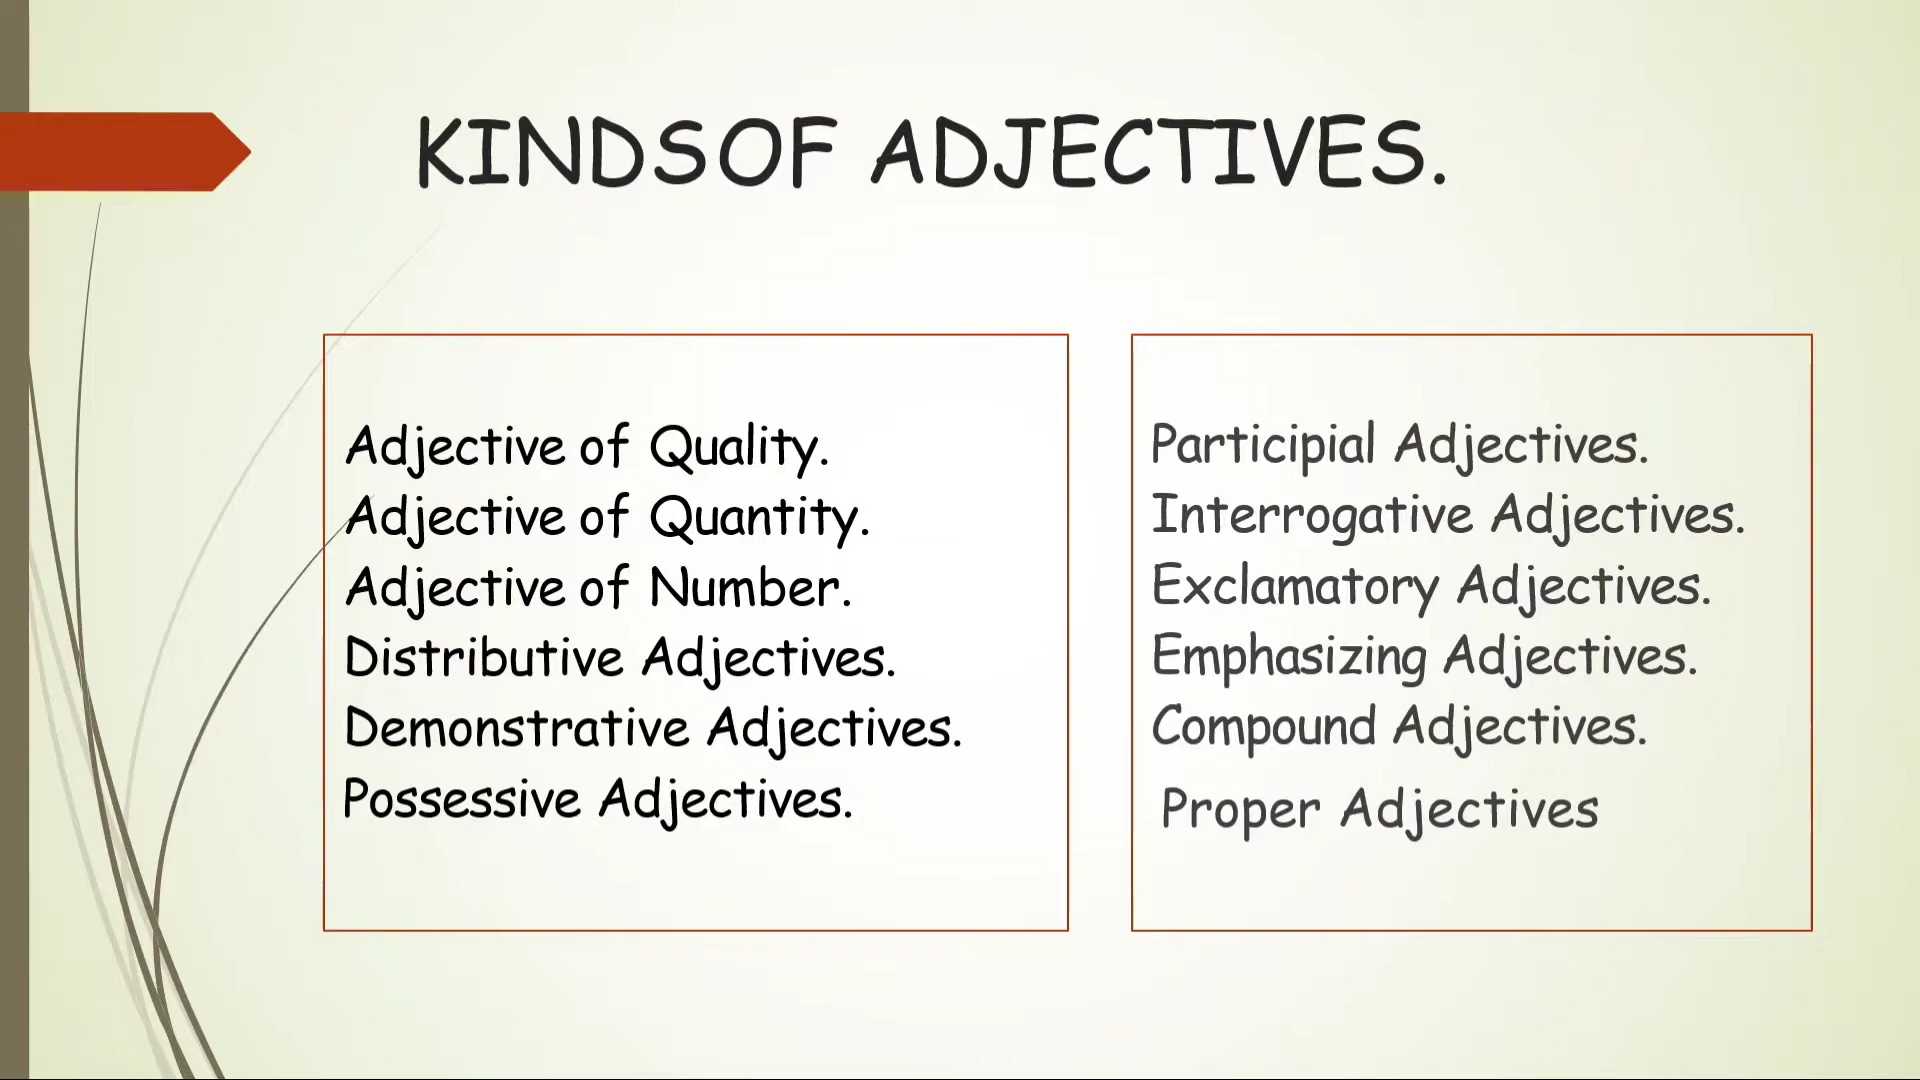 KINDSOF ADJECTIVES.
Adjective of Quality.
Adjective of Quantity.
Adjective of Number.
Distributive Adjectives.
Demonstrative Adjectives.
Possessive Adjectives.
Participial Adjectives.
Interrogative Adjectives.
Exclamatory Adjectives.
Emphasizing Adjectives.
Compound Adjectives.
Proper Adjectives